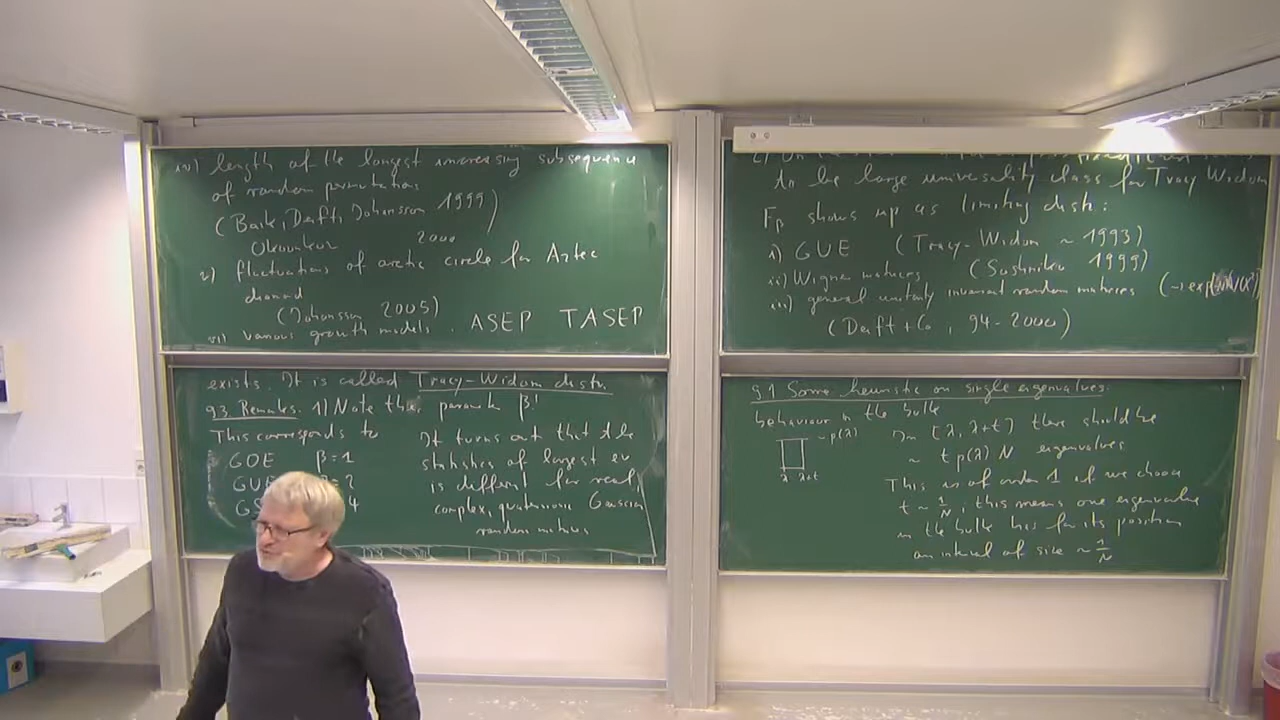 iv) length of the longest increasing subsequence
of random permutations
(Baik, Deift, Johansson 1999)
Okounkov 2000
v) fluctuations of arctic circle for Aztec
diamond
(Johansson 2005)
vi) various growth models. ASEP TASEP
exists. It is called Tracy-Widom distr.
9.3 Remarks. 1) Note the parameter β!
This corresponds to
GOE β=1
GUE
4
It turns out that the
statistics of largest ev
is different for real,
complex, quaternionic Gaussian
random matrices
to be large universality class for Tracy Widom
Fβ shows up as limiting distr:
i) GUE (Tracy-Widom ~ 1993)
ii) Wigner matrices (Soshnikov 1999)
iii) general unitarily invariant random matrices
(Deift + Co, 94-2000)
9.1 Some heuristic on single eigenvalues
behaviour in the bulk
~p(λ)
λ λ+t
In [λ, λ+t] there should be
~ t p(λ) N eigenvalues
This is of order 1 if we choose
t ~ 1/N; this means one eigenvalue
in the bulk has for its position
an interval of size ~ 1/N